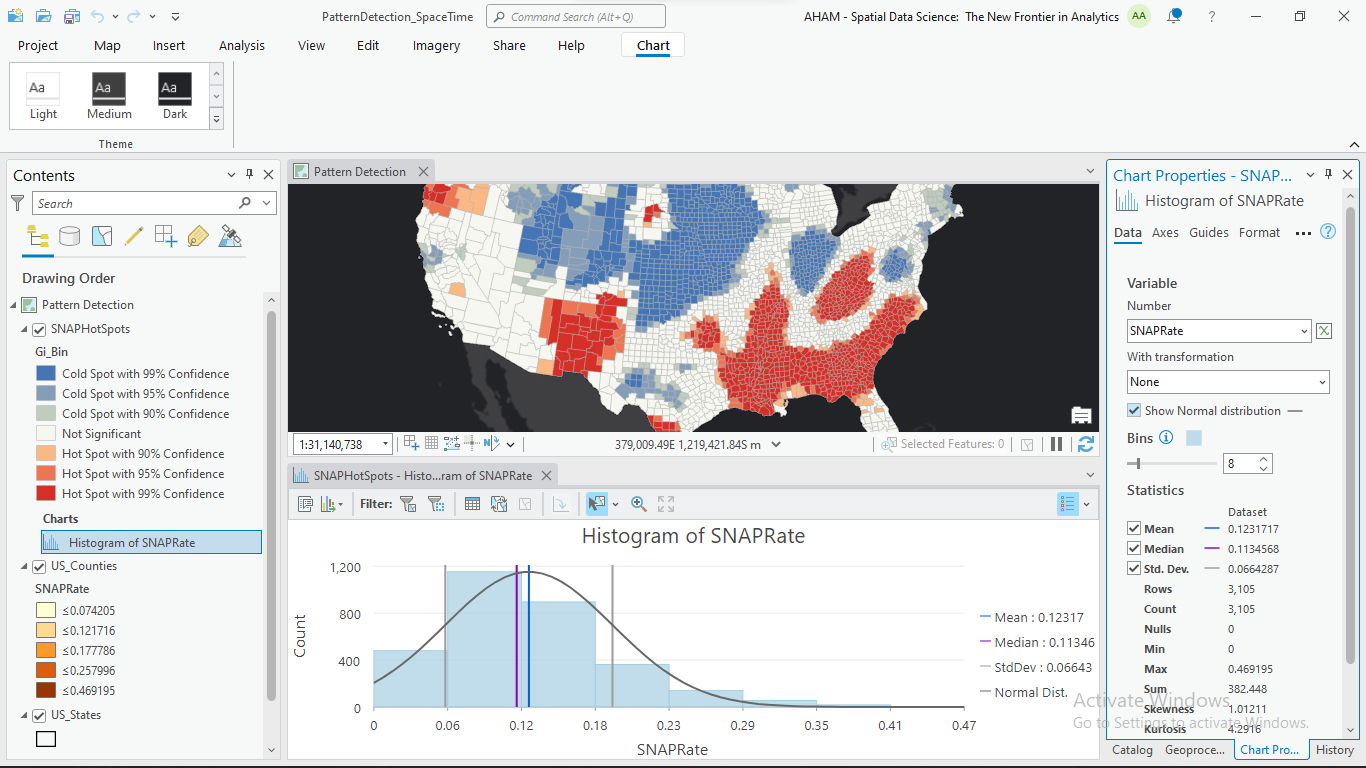 PatternDetection_SpaceTime
Command Search (Alt+Q)
AHAM - Spatial Data Science: The New Frontier in Analytics
AA
?
Project
Map
Insert
Analysis
View
Edit
Imagery
Share
Help
Chart
Aa
Aa
Aa
Light
Medium
Dark
Theme
Contents
Search
Drawing Order
Pattern Detection
SNAPHotSpots
Gi_Bin
Cold Spot with 99% Confidence
Cold Spot with 95% Confidence
Cold Spot with 90% Confidence
Not Significant
Hot Spot with 90% Confidence
Hot Spot with 95% Confidence
Hot Spot with 99% Confidence
Charts
Histogram of SNAPRate
US_Counties
SNAPRate
≤0.074205
≤0.121716
≤0.177786
≤0.257996
≤0.469195
US_States
Pattern Detection
1:31,140,738
379,009.49E 1,219,421.84S m
Selected Features: 0
SNAPHotSpots - Histo...ram of SNAPRate
Filter:
Histogram of SNAPRate
1,200
800
400
0
Count
0
0.06
0.12
0.18
0.23
0.29
0.35
0.41
0.47
SNAPRate
Mean : 0.12317
Median : 0.11346
StdDev : 0.06643
Normal Dist.
Chart Properties - SNAP...
Histogram of SNAPRate
Data
Axes
Guides
Format
?
Variable
Number
SNAPRate
With transformation
None
Show Normal distribution
Bins
8
Statistics
Dataset
Mean 0.1231717
Median 0.1134568
Std. Dev. 0.0664287
Rows 3,105
Count 3,105
Nulls 0
Min 0
Max 0.469195
Sum 382.448
Skewness 1.01211
Kurtosis 4.2916
Activate Windows
Go to Settings to activate Windows.
Catalog
Geoproce...
Chart Pro...
History